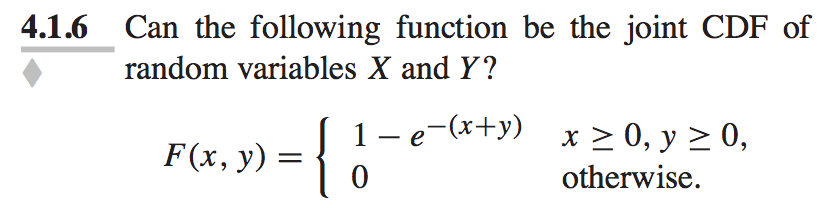 4.1.6 Can the following function be the joint CDF of
random variables X and Y?
F(x, y) = { 1 − e^{−(x+y)} x ≥ 0, y ≥ 0,
0 otherwise.